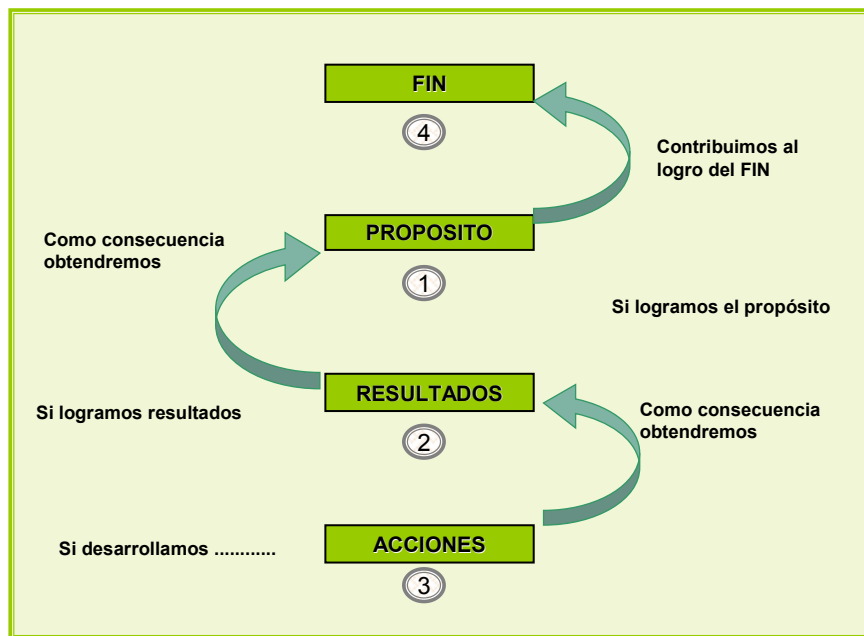 FIN
4
Contribuimos al
logro del FIN
Como consecuencia
obtendremos
PROPOSITO
1
Si logramos el propósito
RESULTADOS
Si logramos resultados
Como consecuencia
obtendremos
2
Si desarrollamos ............
ACCIONES
3